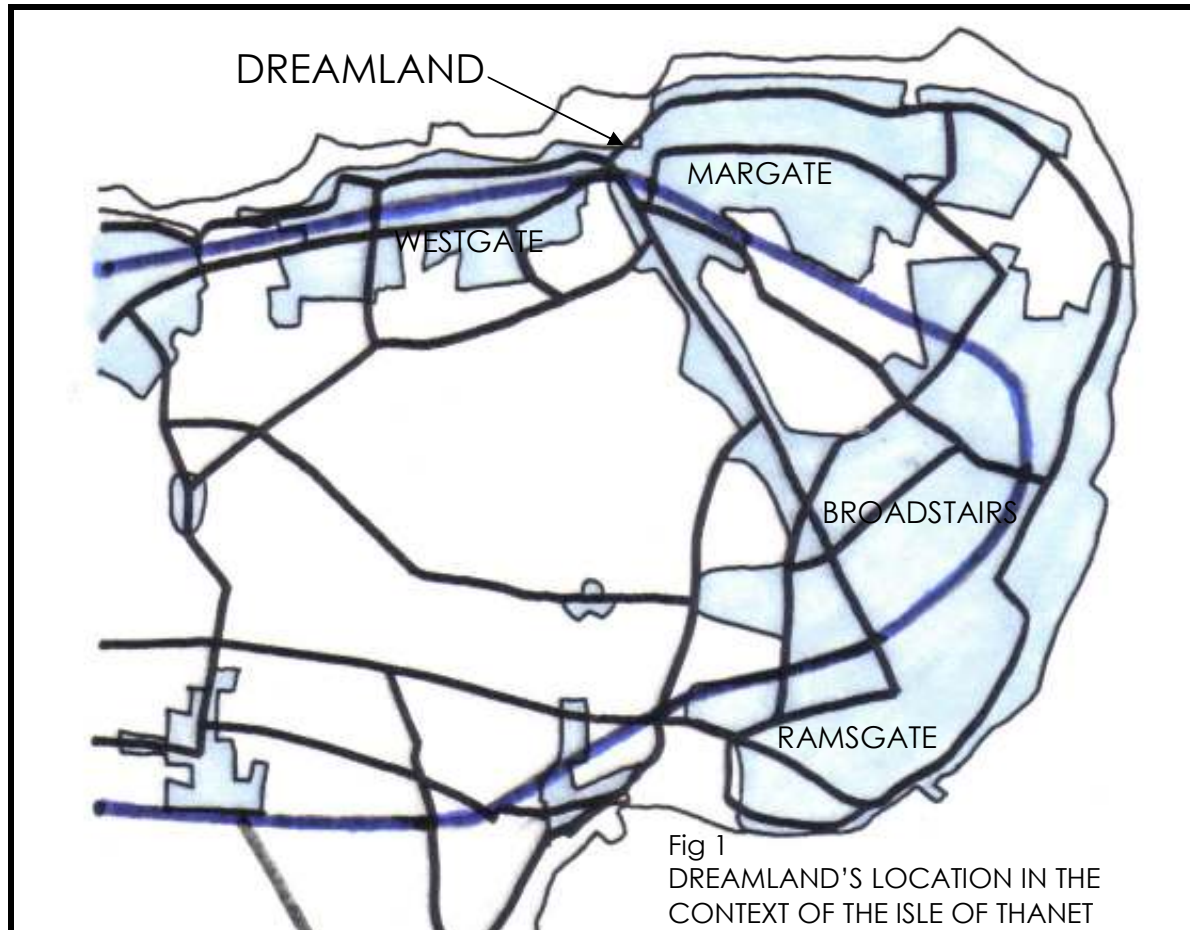 DREAMLAND
MARGATE
WESTGATE
BROADSTAIRS
RAMSGATE
Fig 1
DREAMLAND'S LOCATION IN THE
CONTEXT OF THE ISLE OF THANET